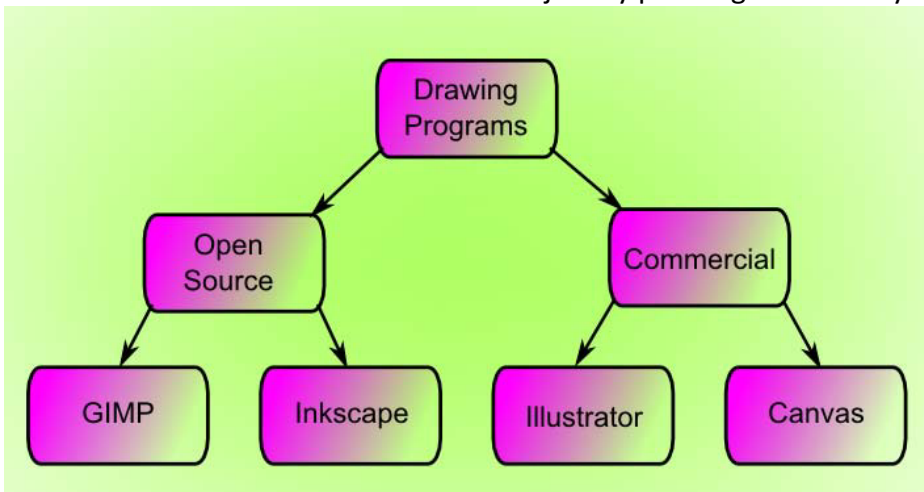 Drawing
Programs
Open
Source
Commercial
GIMP
Inkscape
Illustrator
Canvas